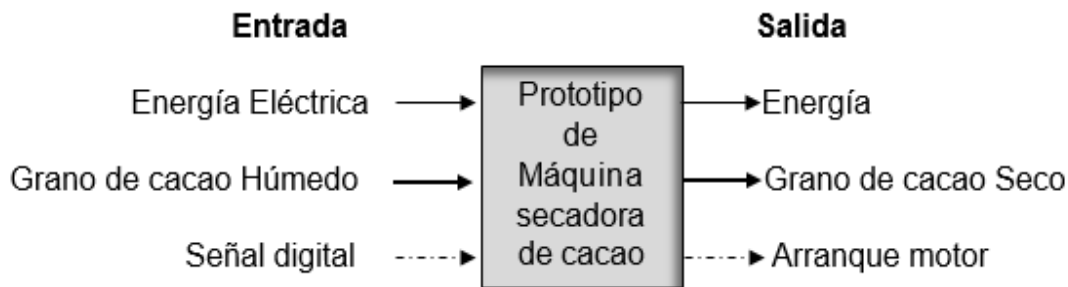 Entrada Salida
Energía Eléctrica Prototipo Energía
de
Grano de cacao Húmedo Máquina Grano de cacao Seco
secadora
Señal digital de cacao Arranque motor